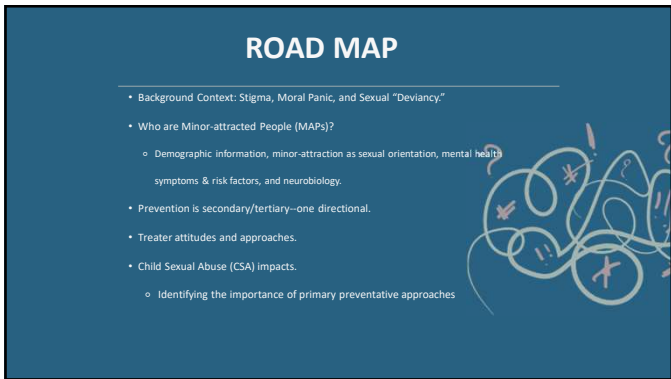 ROAD MAP
• Background Context: Stigma, Moral Panic, and Sexual “Deviancy.”
• Who are Minor-attracted People (MAPs)?
○ Demographic information, minor-attraction as sexual orientation, mental health
symptoms & risk factors, and neurobiology.
• Prevention is secondary/tertiary--one directional.
• Treater attitudes and approaches.
• Child Sexual Abuse (CSA) impacts.
○ Identifying the importance of primary preventative approaches